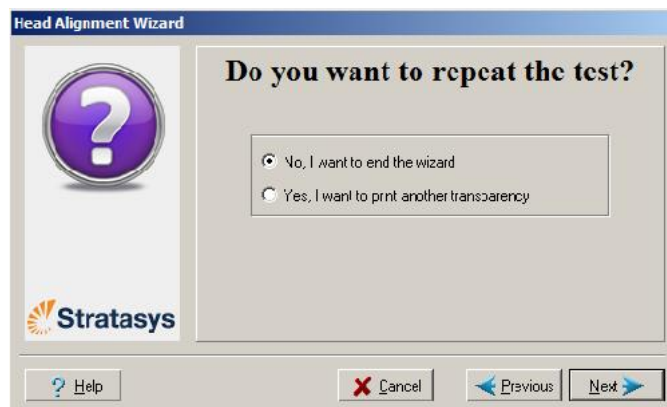 Head Alignment Wizard
Do you want to repeat the test?
No, I want to end the wizard
Yes, I want to print another transparency
Stratasys
? Help
Cancel
Previous
Next